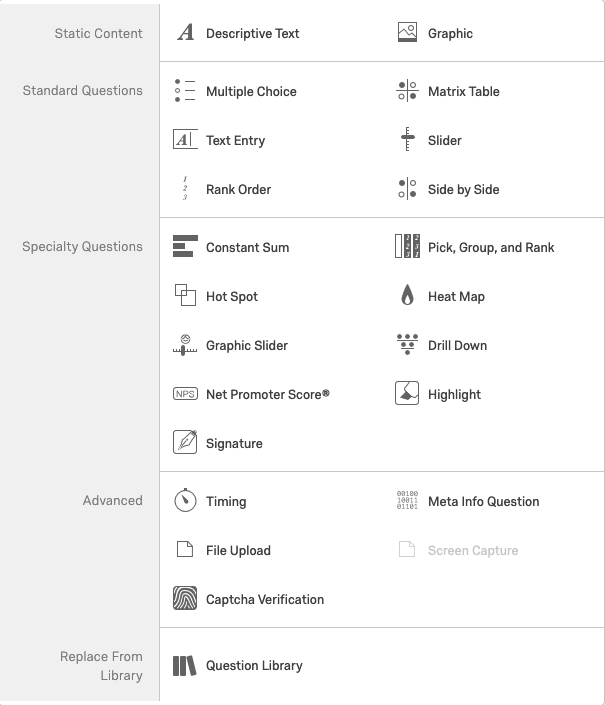 Static Content
Descriptive Text
Graphic
Standard Questions
Multiple Choice
Matrix Table
A Text Entry
Slider
1
2
3
Rank Order
Side by Side
Specialty Questions
Constant Sum
Pick, Group, and Rank
Hot Spot
Heat Map
Graphic Slider
Drill Down
NPS Net Promoter Score®
Highlight
Signature
Advanced
Timing
00100
10011
01101
Meta Info Question
File Upload
Screen Capture
Captcha Verification
Replace From
Library
Question Library